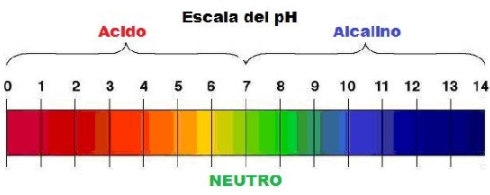 Escala del pH
Acido Alcalino
0 1 2 3 4 5 6 7 8 9 10 11 12 13 14
NEUTRO